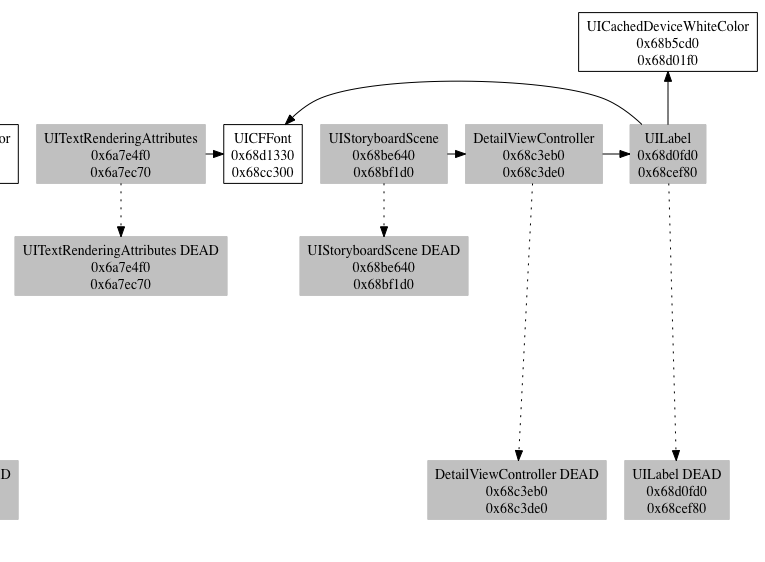 UICachedDeviceWhiteColor
0x68b5cd0
0x68d01f0
or
UITextRenderingAttributes
0x6a7e4f0
0x6a7ec70
UICFFont
0x68d1330
0x68cc300
UIStoryboardScene
0x68be640
0x68bf1d0
DetailViewController
0x68c3eb0
0x68c3de0
UILabel
0x68d0fd0
0x68cef80
UITextRenderingAttributes DEAD
0x6a7e4f0
0x6a7ec70
UIStoryboardScene DEAD
0x68be640
0x68bf1d0
D
DetailViewController DEAD
0x68c3eb0
0x68c3de0
UILabel DEAD
0x68d0fd0
0x68cef80